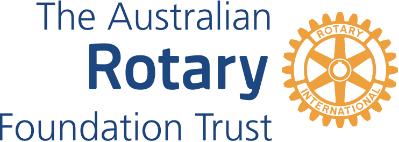 The Australian
Rotary
Foundation Trust
ROTARY
INTERNATIONAL